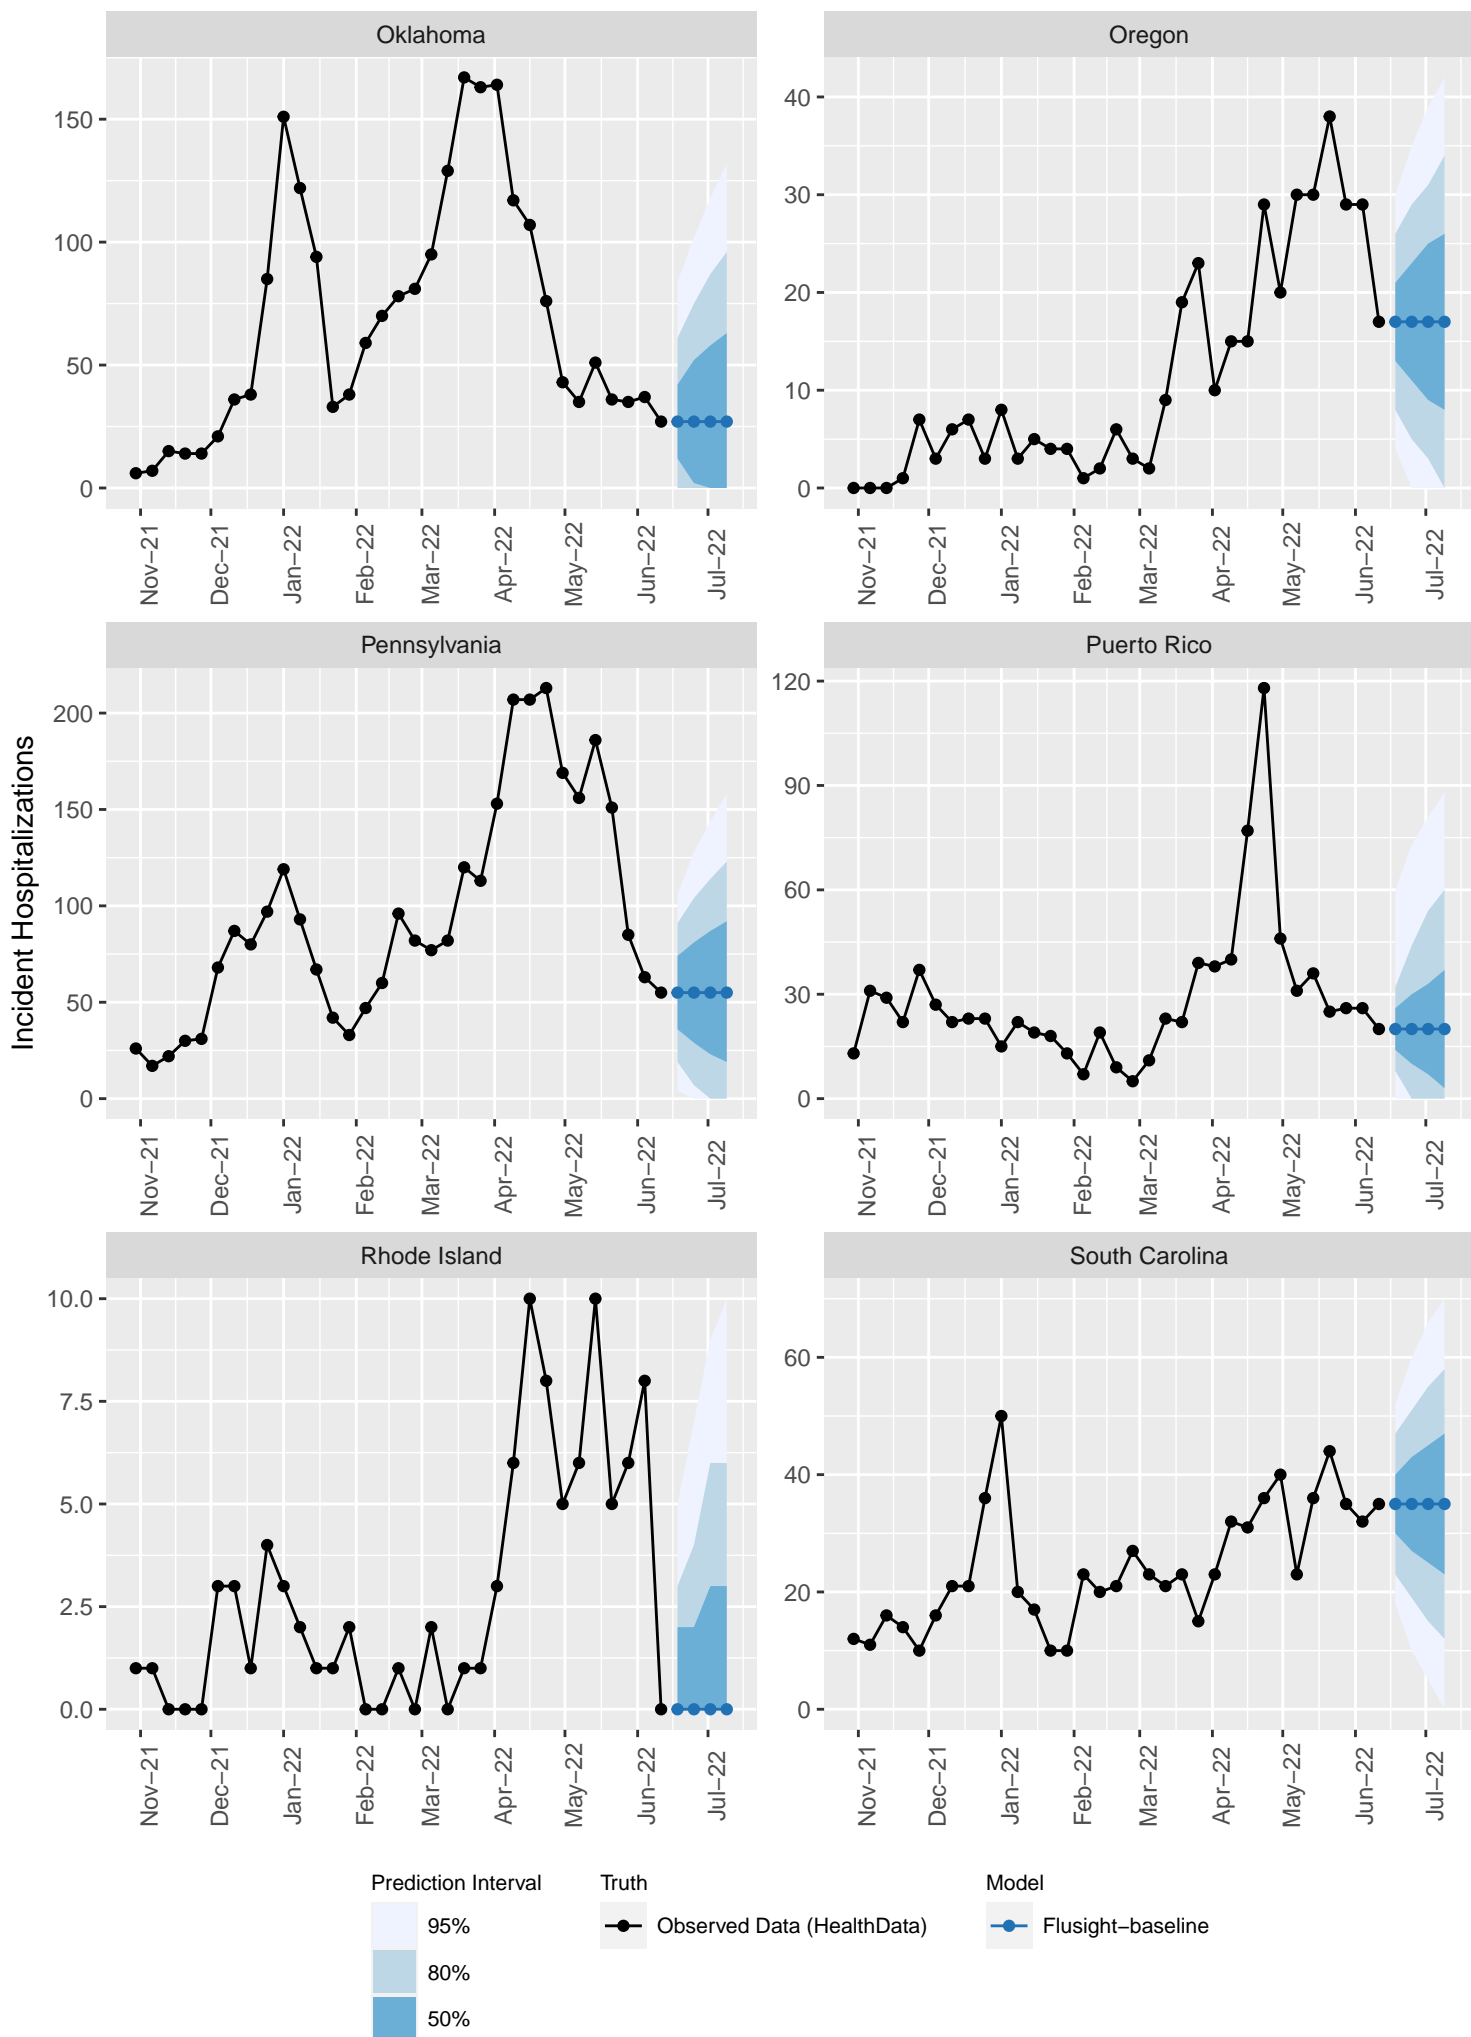 Oklahoma
Oregon
150
100
50
0
40
30
20
10
0
Nov−21 Dec−21 Jan−22 Feb−22 Mar−22 Apr−22 May−22 Jun−22 Jul−22
Nov−21 Dec−21 Jan−22 Feb−22 Mar−22 Apr−22 May−22 Jun−22 Jul−22
Incident Hospitalizations
Pennsylvania
Puerto Rico
200
150
100
50
0
120
90
60
30
0
Nov−21 Dec−21 Jan−22 Feb−22 Mar−22 Apr−22 May−22 Jun−22 Jul−22
Nov−21 Dec−21 Jan−22 Feb−22 Mar−22 Apr−22 May−22 Jun−22 Jul−22
Rhode Island
South Carolina
10.0
7.5
5.0
2.5
0.0
60
40
20
0
Nov−21 Dec−21 Jan−22 Feb−22 Mar−22 Apr−22 May−22 Jun−22 Jul−22
Nov−21 Dec−21 Jan−22 Feb−22 Mar−22 Apr−22 May−22 Jun−22 Jul−22
Prediction Interval
95%
80%
50%
Truth
Observed Data (HealthData)
Model
Flusight−baseline